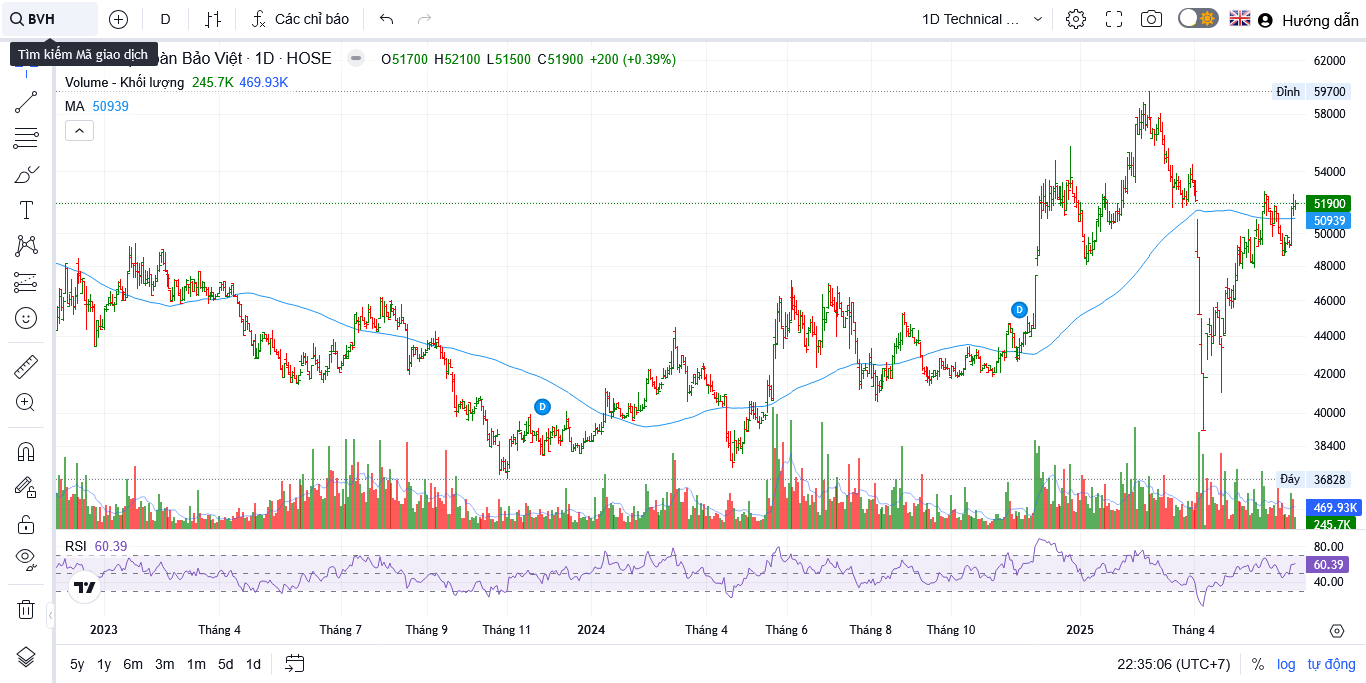 BVH
D
Các chỉ báo
1D Technical ...
Hướng dẫn
Tìm kiếm Mã giao dịch
àn Bảo Việt · 1D · HOSE
O51700 H52100 L51500 C51900 +200 (+0.39%)
Volume - Khối lượng 245.7K 469.93K
MA 50939
62000
Đỉnh 59700
58000
54000
51900
50939
50000
48000
46000
44000
42000
40000
38400
Đáy 36828
469.93K
245.7K
D
D
RSI 60.39
80.00
60.39
40.00
2023 Tháng 4 Tháng 7 Tháng 9 Tháng 11 2024 Tháng 4 Tháng 6 Tháng 8 Tháng 10 2025 Tháng 4
5y 1y 6m 3m 1m 5d 1d
22:35:06 (UTC+7) % log tự động